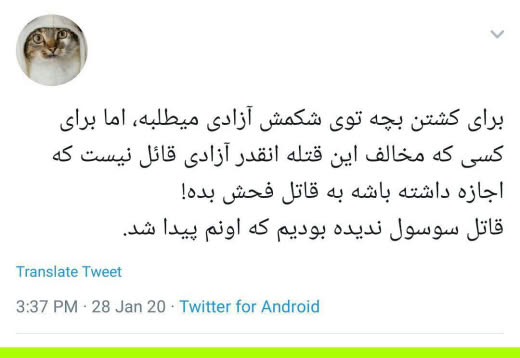 برای کشتن بچه توی شکمش آزادی میطلبه، اما برای
کسی که مخالف این قتله انقدر آزادی قائل نیست که
اجازه داشته باشه به قاتل فحش بده!
قاتل سوسول ندیده بودیم که اونم پیدا شد.
Translate Tweet
3:37 PM · 28 Jan 20 · Twitter for Android